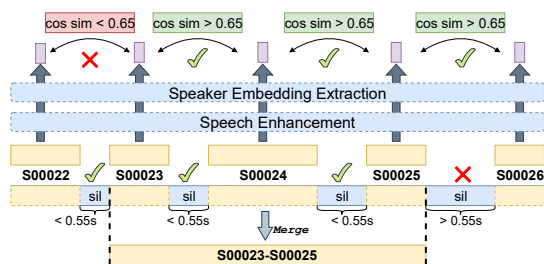 cos sim < 0.65 cos sim > 0.65 cos sim > 0.65 cos sim > 0.65
Speaker Embedding Extraction
Speech Enhancement
S00022 S00023 S00024 S00025 S00026
sil sil sil sil
< 0.55s < 0.55s < 0.55s > 0.55s
Merge
S00023-S00025